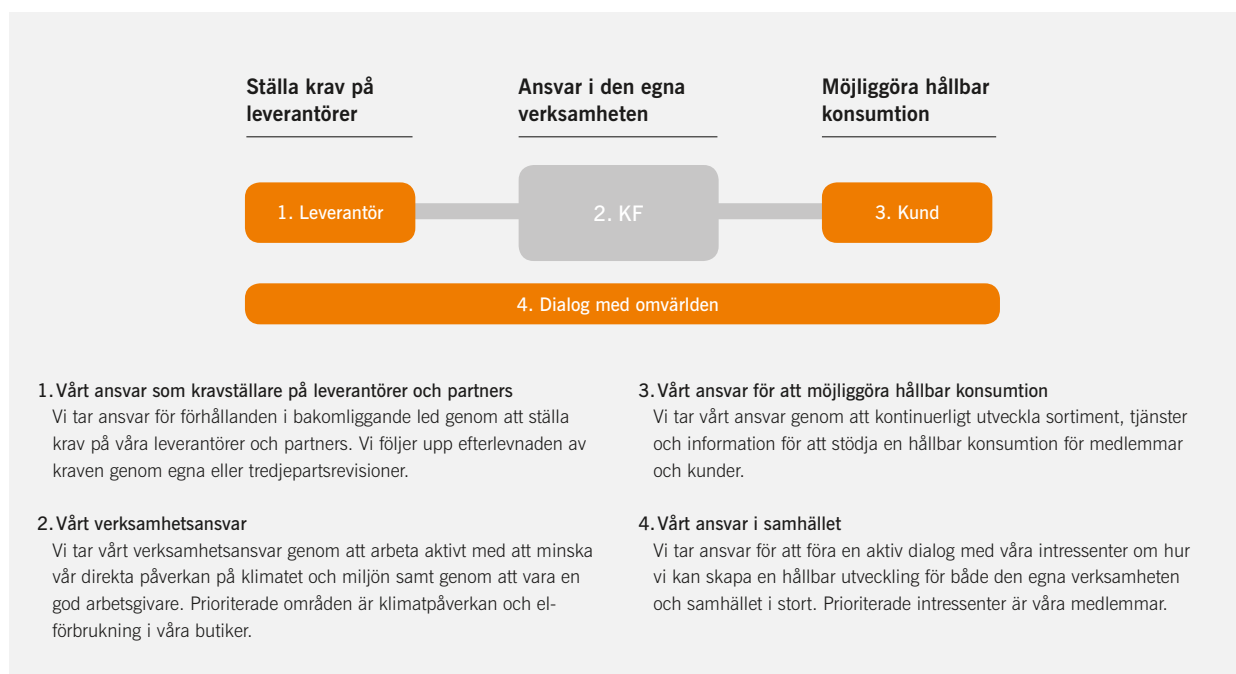 Ställa krav på
leverantörer
Ansvar i den egna
verksamheten
Möjliggöra hållbar
konsumtion
1. Leverantör
2. KF
3. Kund
4. Dialog med omvärlden
1. Vårt ansvar som kravställare på leverantörer och partners
Vi tar ansvar för förhållanden i bakomliggande led genom att ställa
krav på våra leverantörer och partners. Vi följer upp efterlevnaden av
kraven genom egna eller tredjepartsrevisioner.
2. Vårt verksamhetsansvar
Vi tar vårt verksamhetsansvar genom att arbeta aktivt med att minska
vår direkta påverkan på klimatet och miljön samt genom att vara en
god arbetsgivare. Prioriterade områden är klimatpåverkan och el-
förbrukning i våra butiker.
3. Vårt ansvar för att möjliggöra hållbar konsumtion
Vi tar vårt ansvar genom att kontinuerligt utveckla sortiment, tjänster
och information för att stödja en hållbar konsumtion för medlemmar
och kunder.
4. Vårt ansvar i samhället
Vi tar ansvar för att föra en aktiv dialog med våra intressenter om hur
vi kan skapa en hållbar utveckling för både den egna verksamheten
och samhället i stort. Prioriterade intressenter är våra medlemmar.